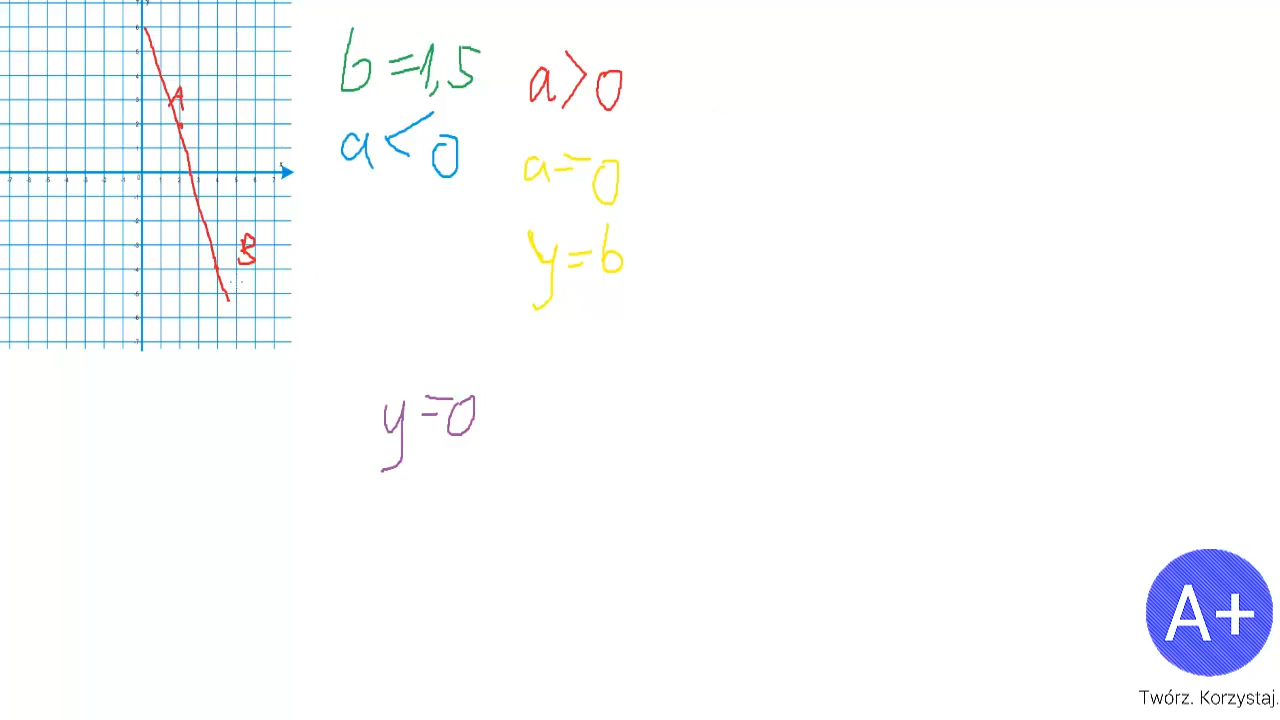 A
B
b=1,5
a<0
a>0
a=0
y=b
y=0
A+
Twórz. Korzystaj.